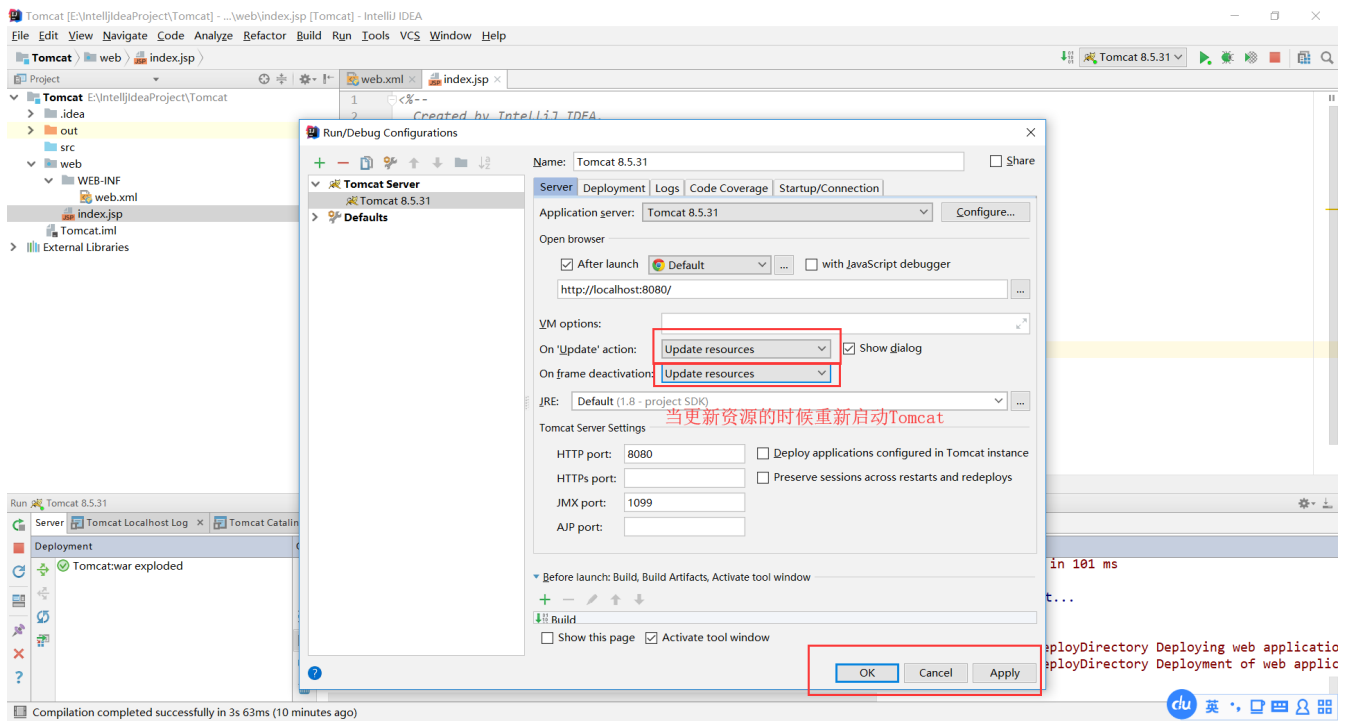 Tomcat [E:\IntelljIdeaProject\Tomcat] - ...\web\index.jsp [Tomcat] - IntelliJ IDEA
File Edit View Navigate Code Analyze Refactor Build Run Tools VCS Window Help
Tomcat web index.jsp Tomcat 8.5.31
Project web.xml index.jsp
Tomcat E:\IntelljIdeaProject\Tomcat
.idea
out
src
web
WEB-INF
web.xml
index.jsp
Tomcat.iml
External Libraries
1 <%--
2 Created by IntelliJ IDEA.
Run/Debug Configurations
Tomcat Server
Tomcat 8.5.31
Defaults
Name: Tomcat 8.5.31 Share
Server Deployment Logs Code Coverage Startup/Connection
Application server: Tomcat 8.5.31 Configure...
Open browser
After launch Default ... with JavaScript debugger
http://localhost:8080/ ...
VM options:
On 'Update' action: Update resources Show dialog
On frame deactivation: Update resources
JRE: Default (1.8 - project SDK) ...
当更新资源的时候重新启动Tomcat
Tomcat Server Settings
HTTP port: 8080 Deploy applications configured in Tomcat instance
HTTPs port: Preserve sessions across restarts and redeploys
JMX port: 1099
AJP port:
Before launch: Build, Build Artifacts, Activate tool window
Build
Show this page Activate tool window
OK Cancel Apply
Run Tomcat 8.5.31
Server Tomcat Localhost Log Tomcat Catalin
Deployment
Tomcat:war exploded
in 101 ms
t...
ployDirectory Deploying web applicatio
ployDirectory Deployment of web applic
Compilation completed successfully in 3s 63ms (10 minutes ago)
du 英